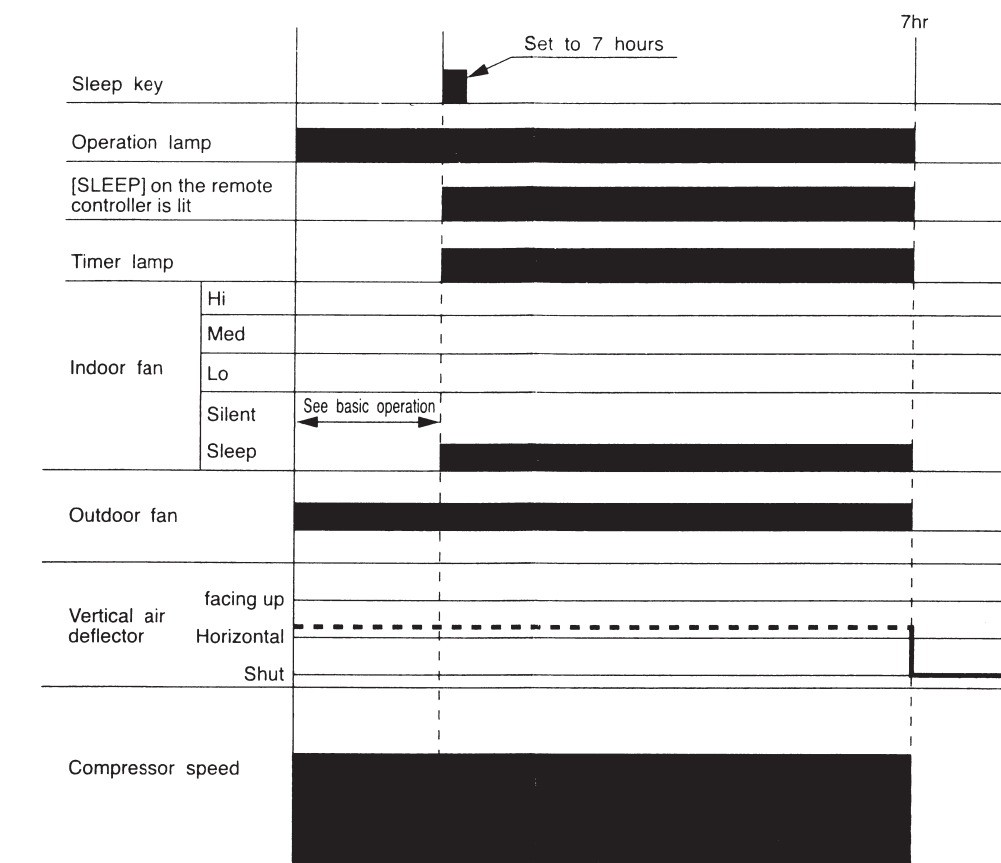 7hr
Set to 7 hours
Sleep key
Operation lamp
[SLEEP] on the remote
controller is lit
Timer lamp
Indoor fan
Hi
Med
Lo
Silent
See basic operation
Sleep
Outdoor fan
Vertical air
deflector
facing up
Horizontal
Shut
Compressor speed